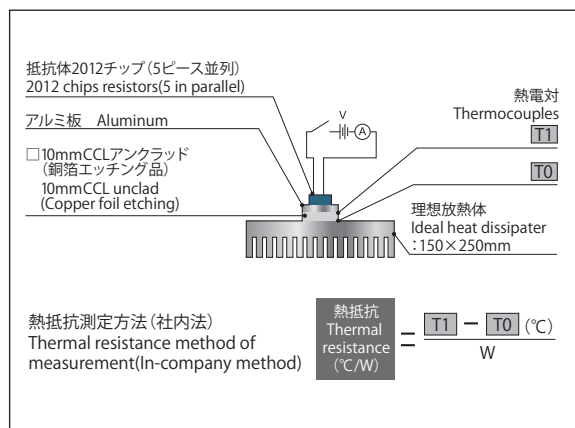 抵抗体2012チップ（5ピース並列）
2012 chips resistors(5 in parallel)
アルミ板 Aluminum
□10mmCCLアンクラッド
（銅箔エッチング品）
10mmCCL unclad
(Copper foil etching)
V
A
熱電対
Thermocouples
T1
T0
理想放熱体
Ideal heat dissipater
:150×250mm
熱抵抗測定方法（社内法）
Thermal resistance method of
measurement(In-company method)
熱抵抗
Thermal
resistance
(℃/W)
=
T1 － T0 (℃)
W